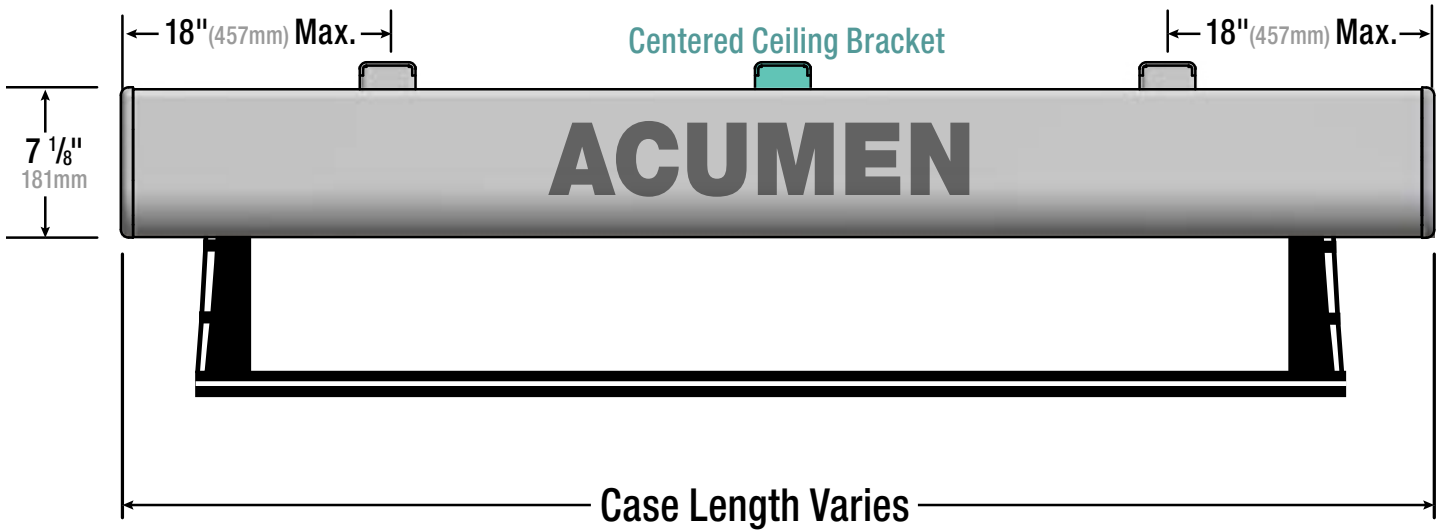 18"(457mm) Max.
Centered Ceiling Bracket
18"(457mm) Max.
7 1/8"
181mm
ACUMEN
Case Length Varies